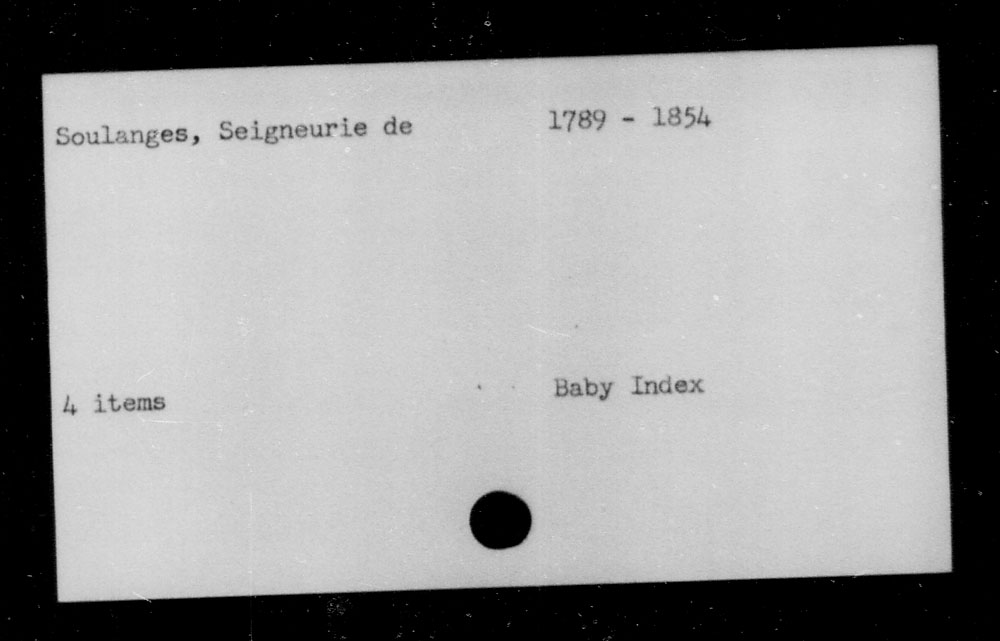 Soulanges, Seigneurie de 1789 - 1854
4 items Baby Index